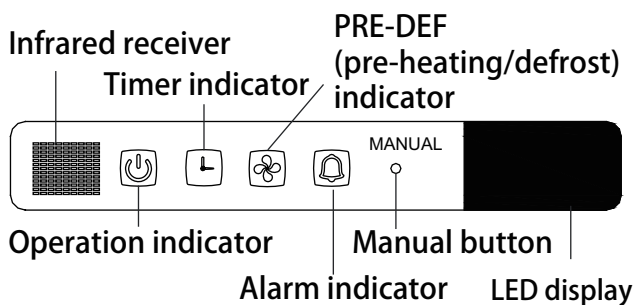 Infrared receiver
Timer indicator
PRE-DEF
(pre-heating/defrost)
indicator
MANUAL
Operation indicator
Manual button
Alarm indicator
LED display